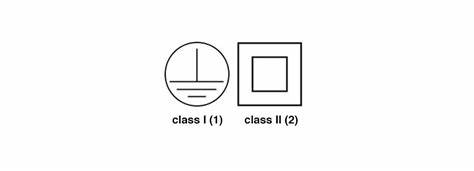 class I (1) class II (2)